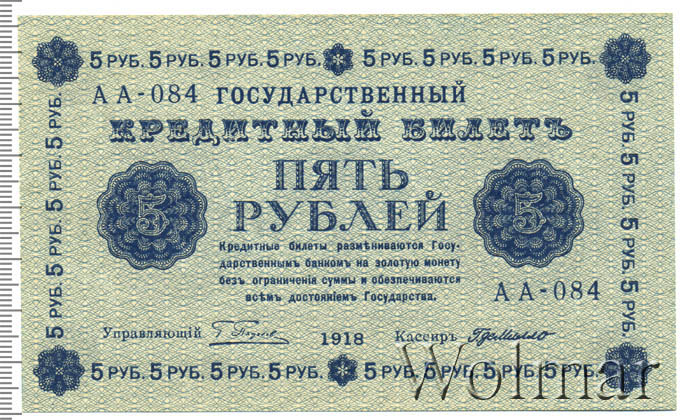 5 РУБ. 5 РУБ. 5 РУБ. 5 РУБ. 5 РУБ. 5 РУБ. 5 РУБ. 5 РУБ.
АА-084 ГОСУДАРСТВЕННЫЙ
КРЕДИТНЫЙ БИЛЕТЪ
ПЯТЬ
РУБЛЕЙ
5
5
Кредитные билеты размѣниваются Госу-
дарственнымъ банкомъ на золотую монету
безъ ограниченія суммы и обезпечиваются
всѣмъ достояніемъ Государства.
АА-084
Управляющій
1918
Кассиръ
5 РУБ. 5 РУБ. 5 РУБ. 5 РУБ. 5 РУБ. 5 РУБ. 5 РУБ. 5 РУБ.
5 РУБ. 5 РУБ. 5 РУБ. 5 РУБ.
5 РУБ. 5 РУБ. 5 РУБ. 5 РУБ.
Wolmar